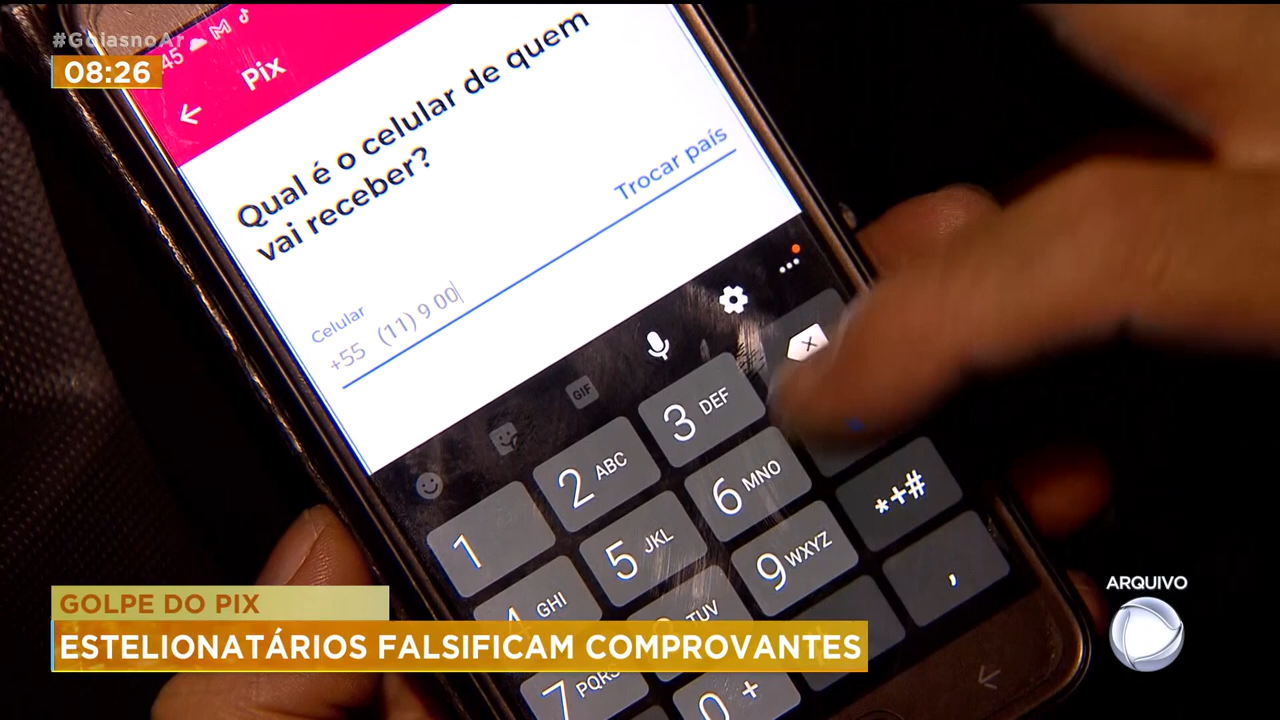 #GoiasnoAr
08:26
45
Pix
Qual é o celular de quem
vai receber?
Trocar país
Celular
+55 (11) 9 00
GIF
1
2 ABC
3 DEF
4 GHI
5 JKL
6 MNO
7 PQRS
TUV
9 WXYZ
0 +
*+#
,
ARQUIVO
GOLPE DO PIX
ESTELIONATÁRIOS FALSIFICAM COMPROVANTES